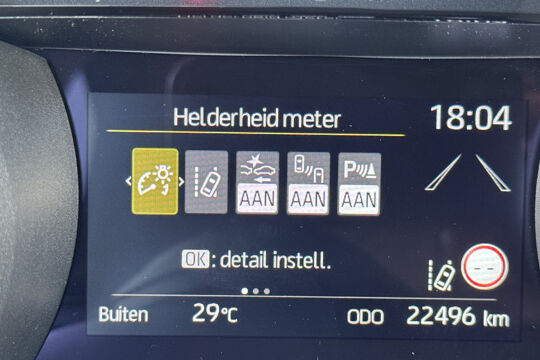 Helderheid meter
18:04
AAN AAN P AAN
OK : detail instell.
---
Buiten 29°C ODO 22496 km